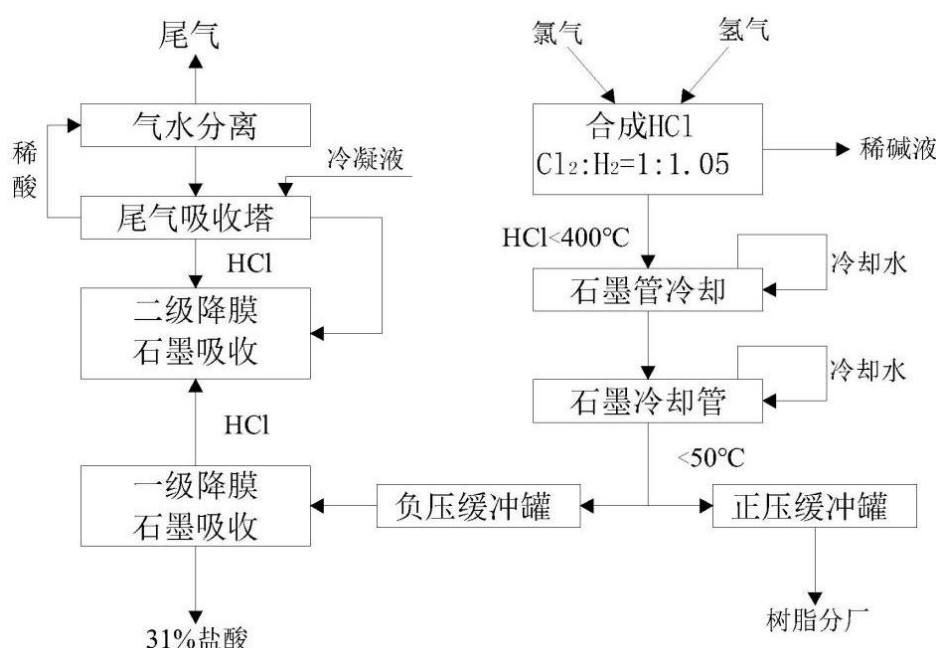 尾气
气水分离
稀
酸
冷凝液
尾气吸收塔
HCl
二级降膜
石墨吸收
HCl
一级降膜
石墨吸收
31%盐酸
氯气
氢气
合成HCl
Cl₂:H₂=1:1.05
稀碱液
HCl<400℃
石墨管冷却
冷却水
石墨冷却管
冷却水
<50℃
负压缓冲罐
正压缓冲罐
树脂分厂